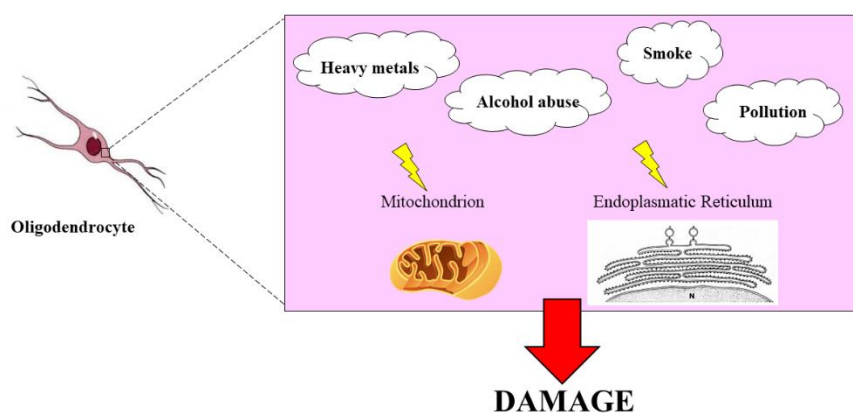 Heavy metals
Smoke
Alcohol abuse
Pollution
Mitochondrion
Endoplasmatic Reticulum
Oligodendrocyte
N
DAMAGE